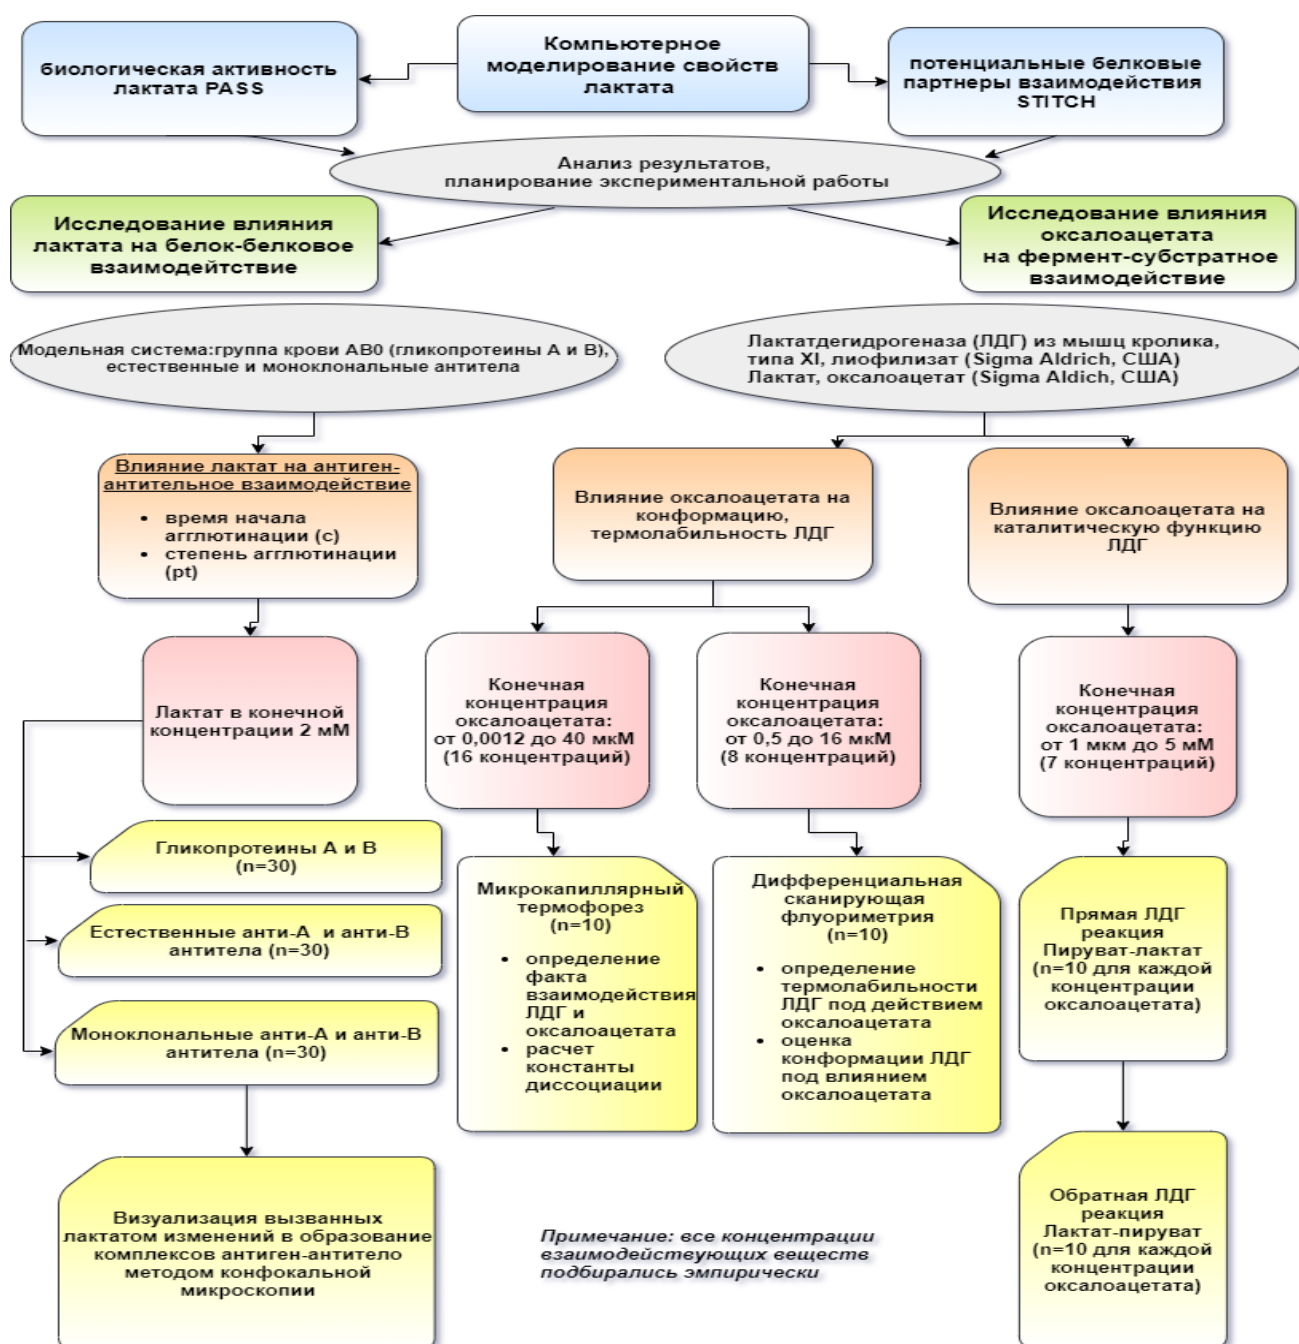 Компьютерное
моделирование свойств
лактата
биологическая активность
лактата PASS
потенциальные белковые
партнеры взаимодействия
STITCH
Анализ результатов,
планирование экспериментальной работы
Исследование влияния
лактата на белок-белковое
взаимодейтствие
Исследование влияния
оксалоацетата
на фермент-субстратное
взаимодействие
Модельная система:группа крови АВ0 (гликопротеины А и В),
естественные и моноклональные антитела
Лактатдегидрогеназа (ЛДГ) из мышц кролика,
типа XI, лиофилизат (Sigma Aldrich, США)
Лактат, оксалоацетат (Sigma Aldich, США)
Влияние лактат на антиген-
антительное взаимодействие
• время начала
агглютинации (с)
• степень агглютинации
(pt)
Влияние оксалоацетата на
конформацию,
термолабильность ЛДГ
Влияние оксалоацетата на
каталитическую функцию
ЛДГ
Лактат в конечной
концентрации 2 мМ
Конечная
концентрация
оксалоацетата:
от 0,0012 до 40 мкМ
(16 концентраций)
Конечная
концентрация
оксалоацетата:
от 0,5 до 16 мкМ
(8 концентраций)
Конечная
концентрация
оксалоацетата:
от 1 мкм до 5 мМ
(7 концентраций)
Гликопротеины А и В
(n=30)
Естественные анти-А и анти-В
антитела (n=30)
Моноклональные анти-А и анти-В
антитела (n=30)
Визуализация вызванных
лактатом изменений в образование
комплексов антиген-антитело
методом конфокальной
микроскопии
Микрокапиллярный
термофорез
(n=10)
• определение
факта
взаимодействия
ЛДГ и
оксалоацетата
• расчет
константы
диссоциации
Дифференциальная
сканирующая
флуориметрия
(n=10)
• определение
термолабильности
ЛДГ под действием
оксалоацетата
• оценка
конформации ЛДГ
под влиянием
оксалоацетата
Прямая ЛДГ
реакция
Пируват-лактат
(n=10 для каждой
концентрации
оксалоацетата)
Обратная ЛДГ
реакция
Лактат-пируват
(n=10 для каждой
концентрации
оксалоацетата)
Примечание: все концентрации
взаимодействующих веществ
подбирались эмпирически